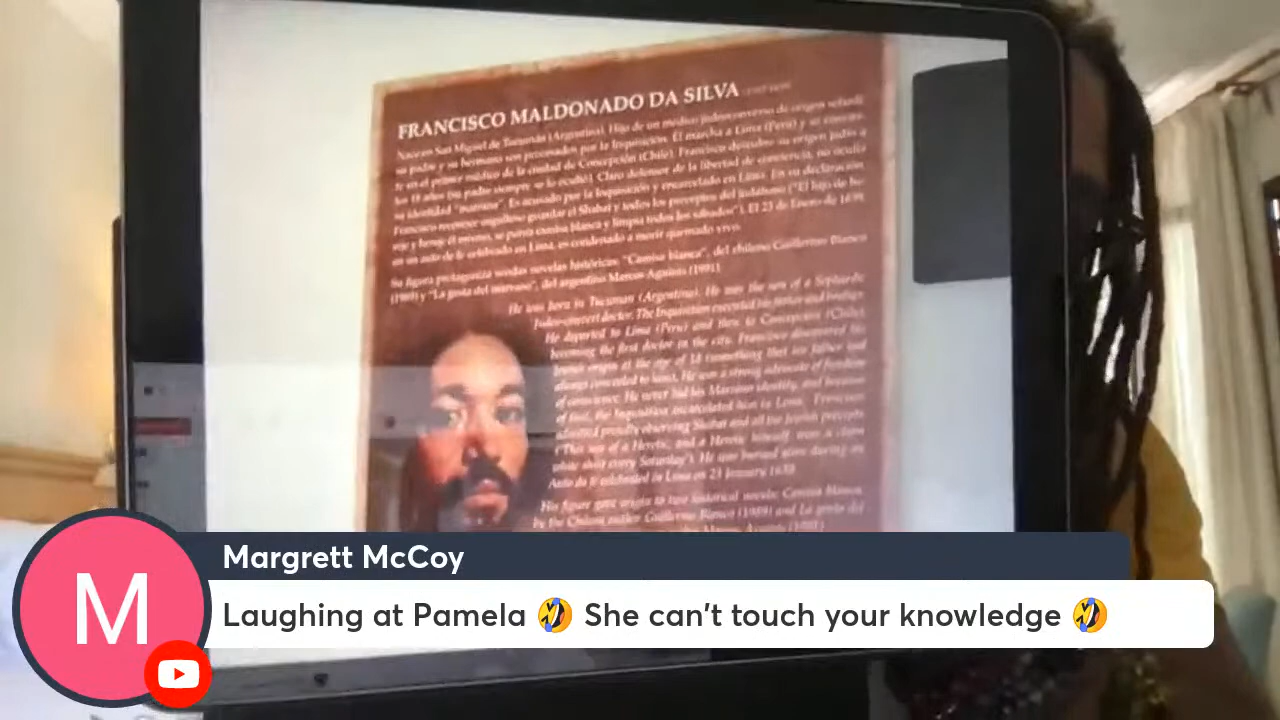 FRANCISCO MALDONADO DA SILVA
Nace en San Miguel de Tucumán (Argentina). Hijo de un médico judeoconverso de origen sefardí
su padre y su hermano son procesados por la Inquisición. El marcha a Lima (Perú) y se convier-
te en el primer médico de la ciudad de Concepción (Chile). Francisco descubre su origen judío a
los 18 años (su padre siempre se lo ocultó). Claro defensor de la libertad de conciencia, no oculta
su identidad "marrana". Es acusado por la Inquisición y encarcelado en Lima. En su declaración
Francisco reconoce orgulloso guardar el Shabat y todos los preceptos del judaísmo ("El hijo de he-
reje y hereje él mismo, se ponía camisa blanca y limpia todos los sábados"). El 23 de Enero de 1639,
en un auto de fe celebrado en Lima, es condenado a morir quemado vivo.
Su figura protagoniza sendas novelas históricas: "Camisa blanca", del chileno Guillermo Blanco
(1989) y "La gesta del marrano", del argentino Marcos Aguinis (1991).
He was born in Tucuman (Argentina). He was the son of a Sephardic
Judeo-convert doctor. The Inquisition executed his father and brother.
He departed to Lima (Peru) and then to Concepción (Chile),
becoming the first doctor in the city. Francisco discovered his
Jewish origin at the age of 18 (something that his father had
always concealed to him). He was a strong advocate of freedom
of conscience. He never hid his Marrano identity, and because
of that, the Inquisition incarcelated him in Lima. Francisco
admitted proudly observing Shabat and all the Jewish precepts
("This son of a Heretic, and a Heretic himself, wore a clean
white shirt every Saturday"). He was burned alive during an
Auto da fe celebrated in Lima on 23 January 1639
His figure gave origin to two historical novels: Camisa blanca,
by the Chilean author Guillermo Blanco (1989) and La gesta del
Marcos Aguinis (1991)
Margrett McCoy
M
Laughing at Pamela 🤣 She can't touch your knowledge 🤣